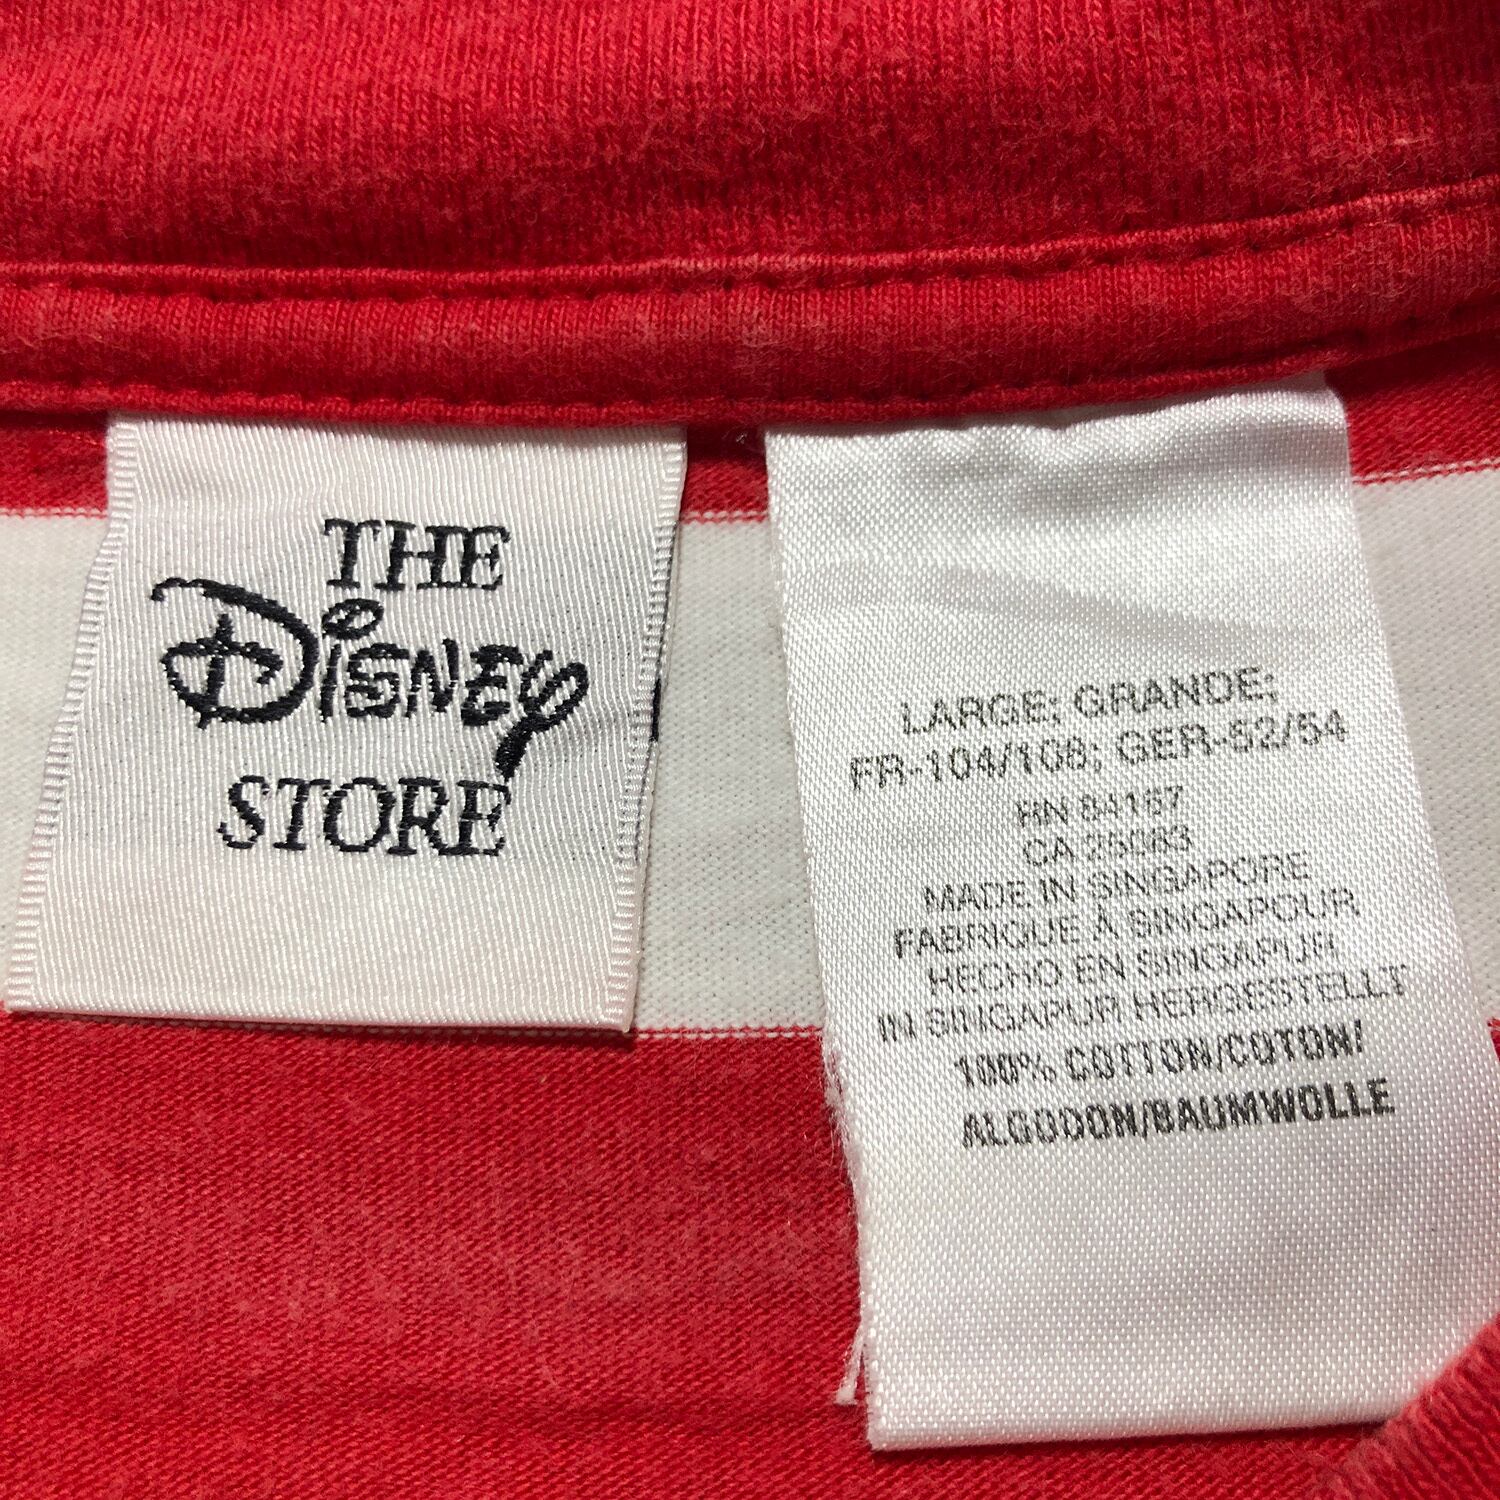 THE
DiSNEY
STORE
LARGE; GRANDE;
FR-104/108; GER-52/54
RN 84167
CA 25083
MADE IN SINGAPORE
FABRIQUE À SINGAPOUR
HECHO EN SINGAPUR
IN SINGAPUR HERGESTELLT
100% COTTON/COTON/
ALGODON/BAUMWOLLE